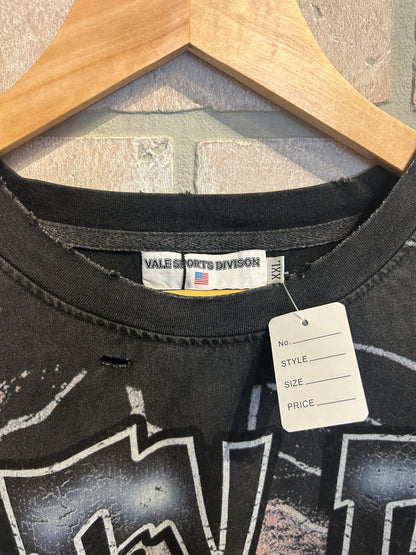 VALE SPORTS DIVISON
XXL
No.
STYLE
SIZE
PRICE